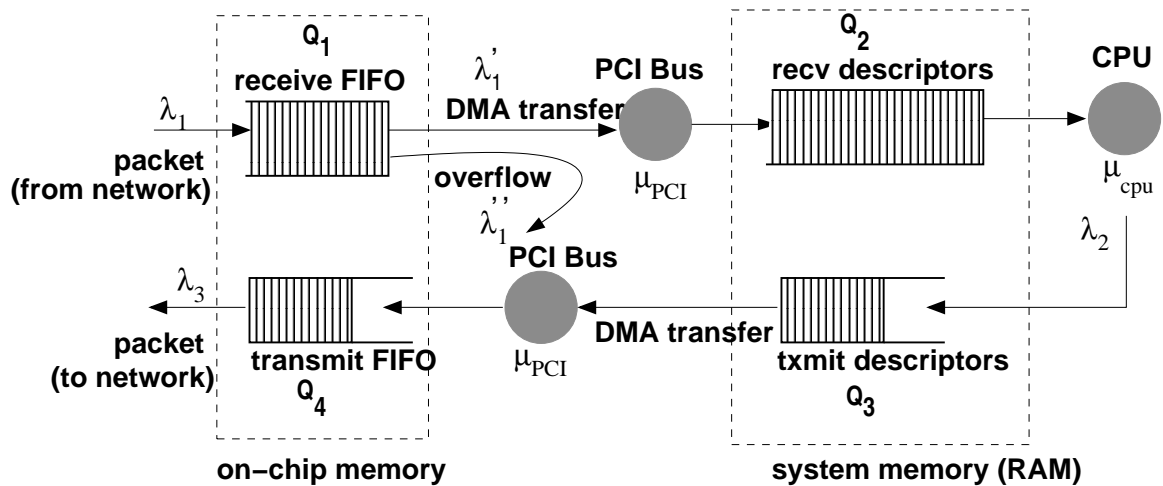 Q1
receive FIFO
λ1
packet
(from network)
λ1'
DMA transfer
overflow
λ1''
PCI Bus
μPCI
Q2
recv descriptors
CPU
μcpu
λ2
λ3
packet
(to network)
transmit FIFO
Q4
PCI Bus
μPCI
DMA transfer
txmit descriptors
Q3
on–chip memory
system memory (RAM)